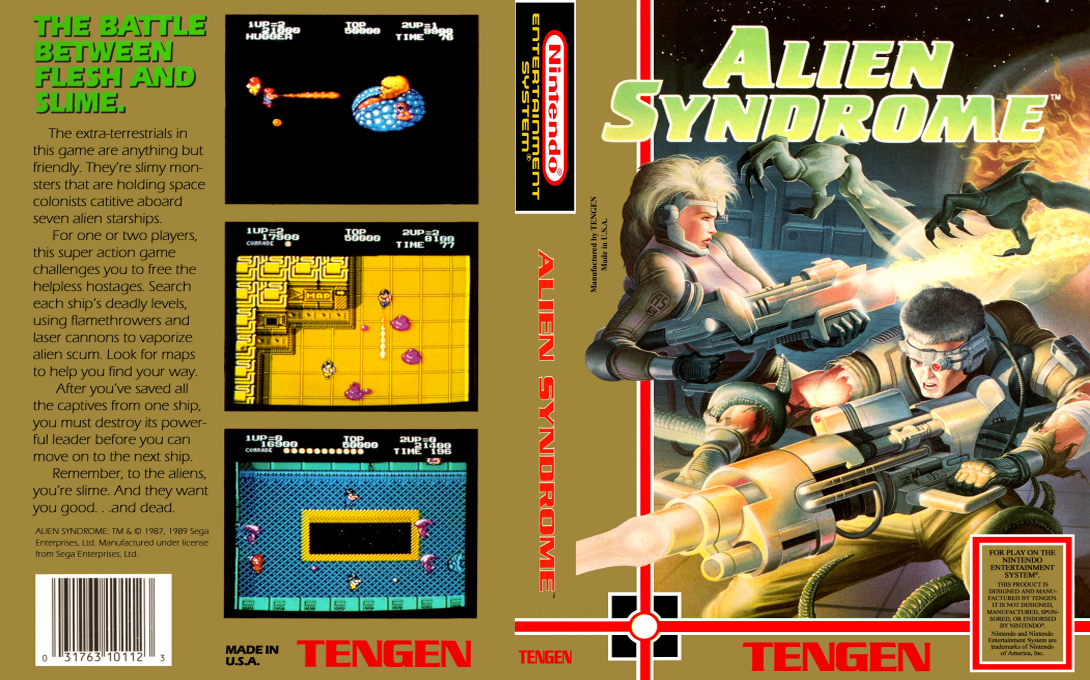 THE BATTLE
BETWEEN
FLESH AND
SLIME.
The extra-terrestrials in
this game are anything but
friendly. They're slimy mon-
sters that are holding space
colonists catitive aboard
seven alien starships.
For one or two players,
this super action game
challenges you to free the
helpless hostages. Search
each ship's deadly levels,
using flamethrowers and
laser cannons to vaporize
alien scum. Look for maps
to help you find your way.
After you've saved all
the captives from one ship,
you must destroy its power-
ful leader before you can
move on to the next ship.
Remember, to the aliens,
you're slime. And they want
you good. . .and dead.
ALIEN SYNDROME: TM & © 1987, 1989 Sega
Enterprises, Ltd. Manufactured under license
from Sega Enterprises, Ltd.
0 31763 10112 3
1UP=2 TOP 2UP=1
21000 50000 9900
HUGGER TIME 76
1UP=2 TOP 2UP=2
17900 50000 8100
COMRADE TIME 77
MAP
1UP=0 TOP 2UP=0
16900 50000 21400
COMRADE TIME 196
MADE IN
U.S.A.
TENGEN
Nintendo®
ENTERTAINMENT
SYSTEM®
ALIEN SYNDROME™
TENGEN
Manufactured by TENGEN
Made in U.S.A.
ALIEN
SYNDROME™
AS
FOR PLAY ON THE
NINTENDO
ENTERTAINMENT
SYSTEM®.
THIS PRODUCT IS
DESIGNED AND MANU-
FACTURED BY TENGEN.
IT IS NOT DESIGNED,
MANUFACTURED, SPON-
SORED, OR ENDORSED
BY NINTENDO®.
Nintendo and Nintendo
Entertainment System are
trademarks of Nintendo
of America, Inc.
TENGEN